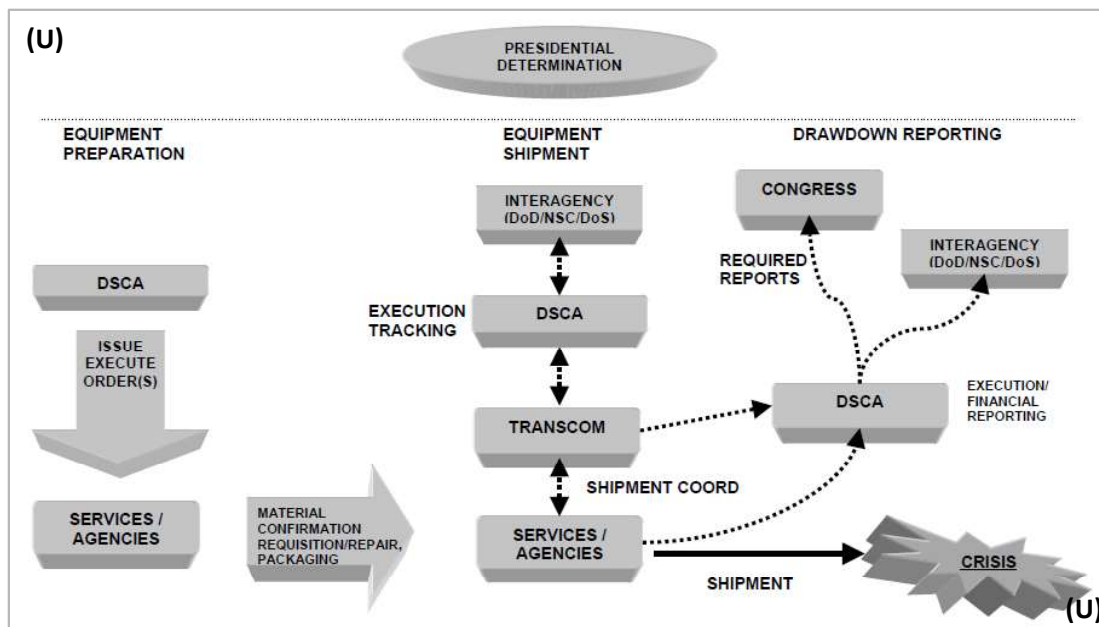 (U)
PRESIDENTIAL
DETERMINATION
EQUIPMENT
PREPARATION
DSCA
ISSUE
EXECUTE
ORDER(S)
SERVICES /
AGENCIES
MATERIAL
CONFIRMATION
REQUISITION/REPAIR,
PACKAGING
EQUIPMENT
SHIPMENT
INTERAGENCY
(DoD/NSC/DoS)
EXECUTION
TRACKING
DSCA
TRANSCOM
SHIPMENT COORD
SERVICES /
AGENCIES
SHIPMENT
DRAWDOWN REPORTING
CONGRESS
REQUIRED
REPORTS
INTERAGENCY
(DoD/NSC/DoS)
DSCA
EXECUTION/
FINANCIAL
REPORTING
CRISIS
(U)